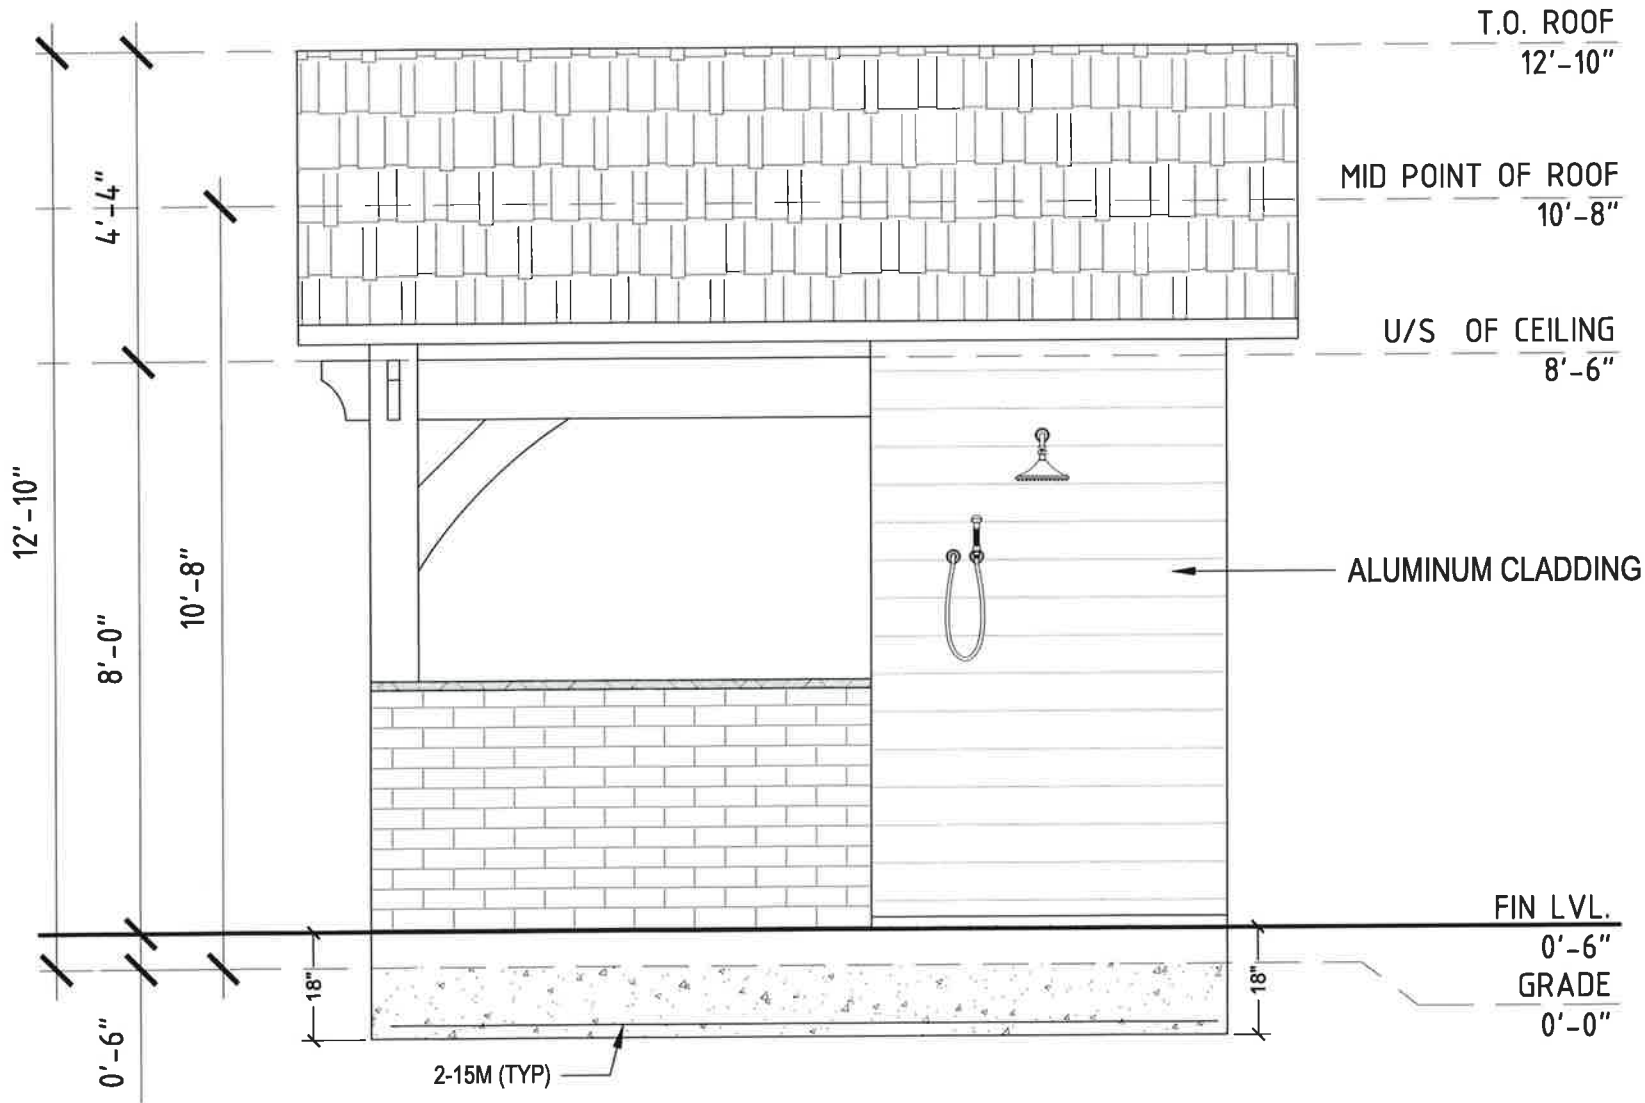 T.O. ROOF
12'-10"
MID POINT OF ROOF
10'-8"
U/S OF CEILING
8'-6"
4'-4"
12'-10"
10'-8"
8'-0"
ALUMINUM CLADDING
FIN LVL.
0'-6"
GRADE
0'-0"
18"
18"
0'-6"
2-15M (TYP)